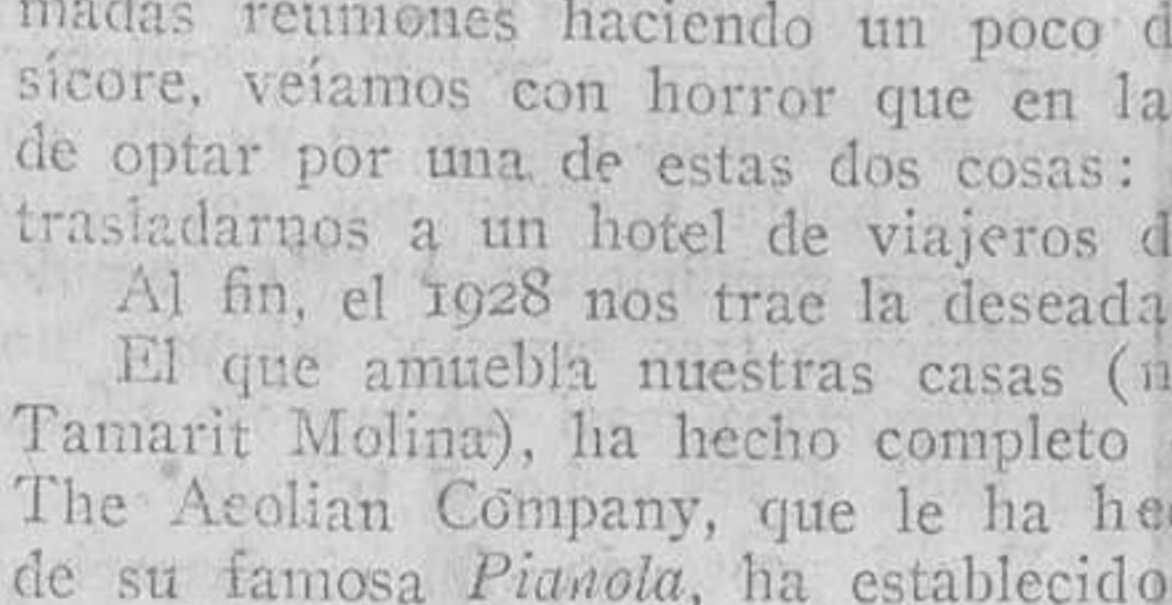 madas reuniones haciendo un poco d
sícore, veíamos con horror que en la
de optar por una de estas dos cosas:
trasladarnos a un hotel de viajeros d
Al fin, el 1928 nos trae la deseada
El que amuebla nuestras casas (n
Tamarit Molina), ha hecho completo
The Aeolian Company, que le ha he
de su famosa Pianola, ha establecido